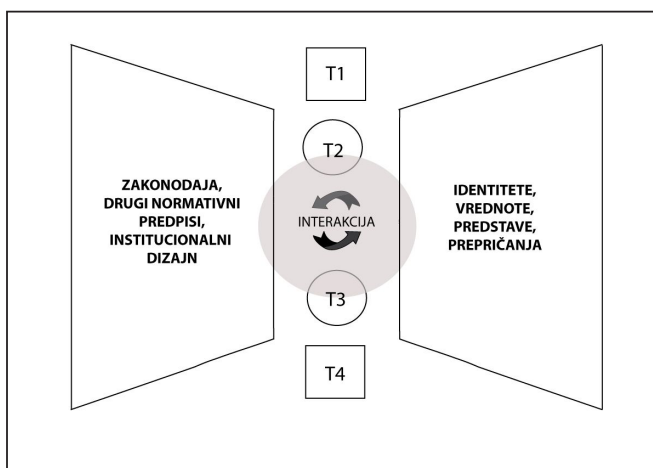 T1
T2
ZAKONODAJA,
DRUGI NORMATIVNI
PREDPISI,
INSTITUCIONALNI
DIZAJN
INTERAKCIJA
IDENTITETE,
VREDNOTE,
PREDSTAVE,
PREPRIČANJA
T3
T4